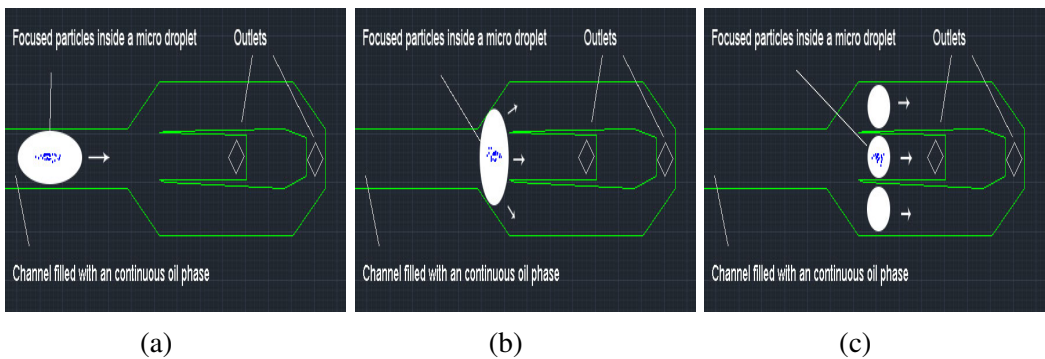 Focused particles inside a micro droplet Outlets
Channel filled with an continuous oil phase
(a)
Focused particles inside a micro droplet Outlets
Channel filled with an continuous oil phase
(b)
Focused particles inside a micro droplet Outlets
Channel filled with an continuous oil phase
(c)